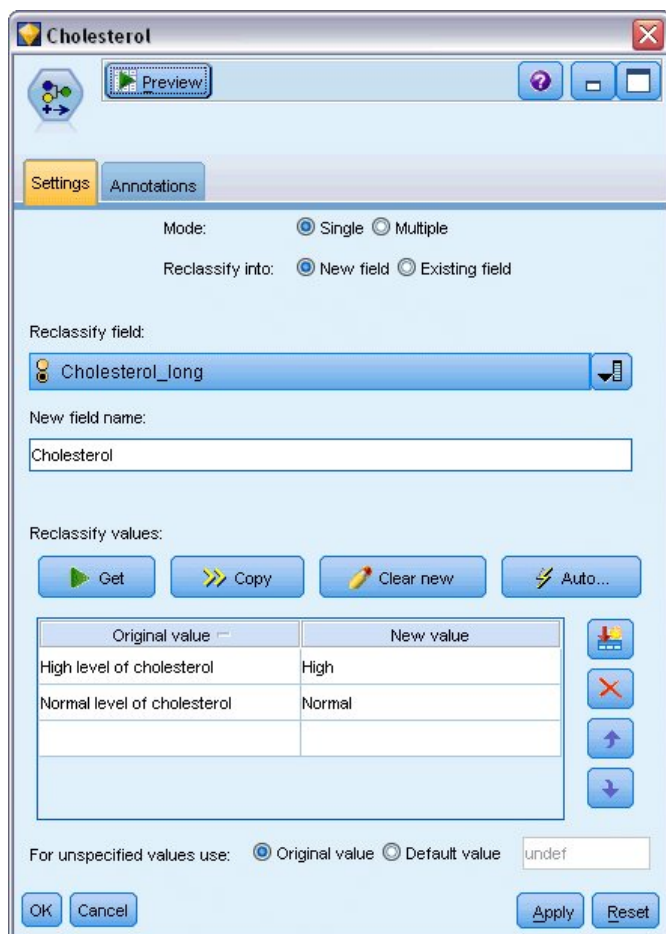 Cholesterol
Preview
Settings Annotations
Mode: Single Multiple
Reclassify into: New field Existing field
Reclassify field:
Cholesterol_long
New field name:
Cholesterol
Reclassify values:
Get Copy Clear new Auto...
Original value New value
High level of cholesterol High
Normal level of cholesterol Normal
For unspecified values use: Original value Default value undef
OK Cancel Apply Reset